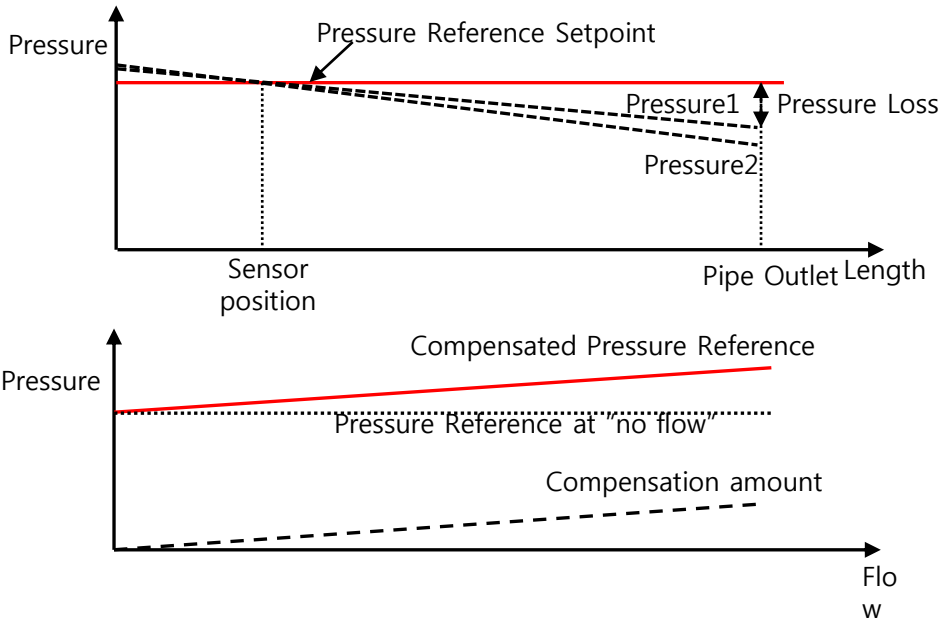 Pressure Reference Setpoint
Pressure
Pressure1
Pressure Loss
Pressure2
Sensor
position
Pipe Outlet
Length
Compensated Pressure Reference
Pressure
Pressure Reference at "no flow"
Compensation amount
Flo
w